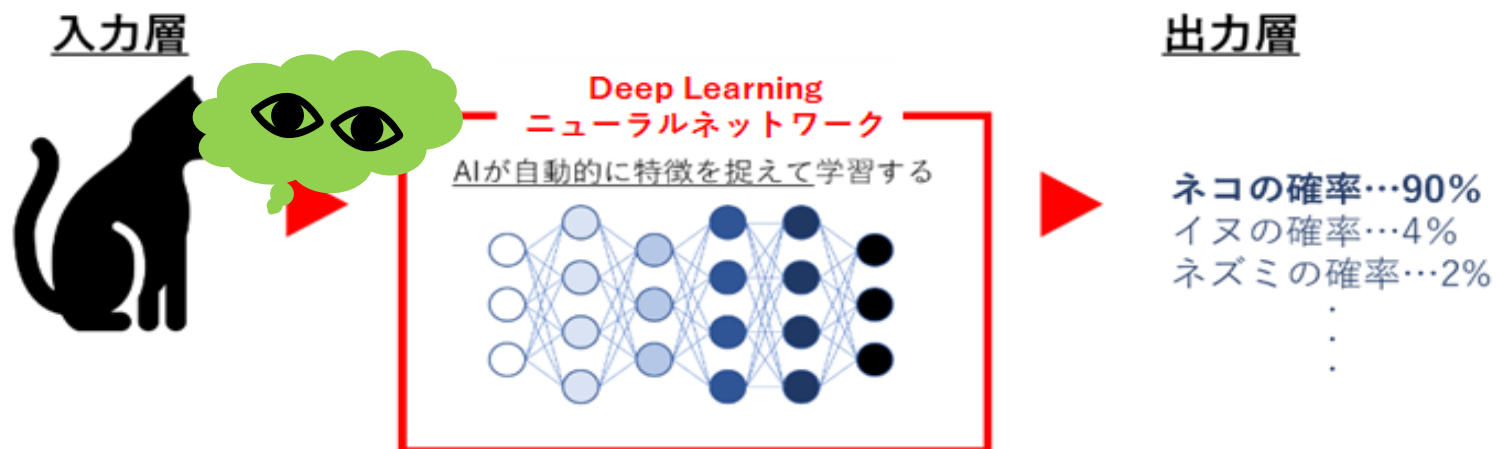 入力層
出力層
Deep Learning
ニューラルネットワーク
AIが自動的に特徴を捉えて学習する
ネコの確率…90%
イヌの確率…4%
ネズミの確率…2%
.
.
.